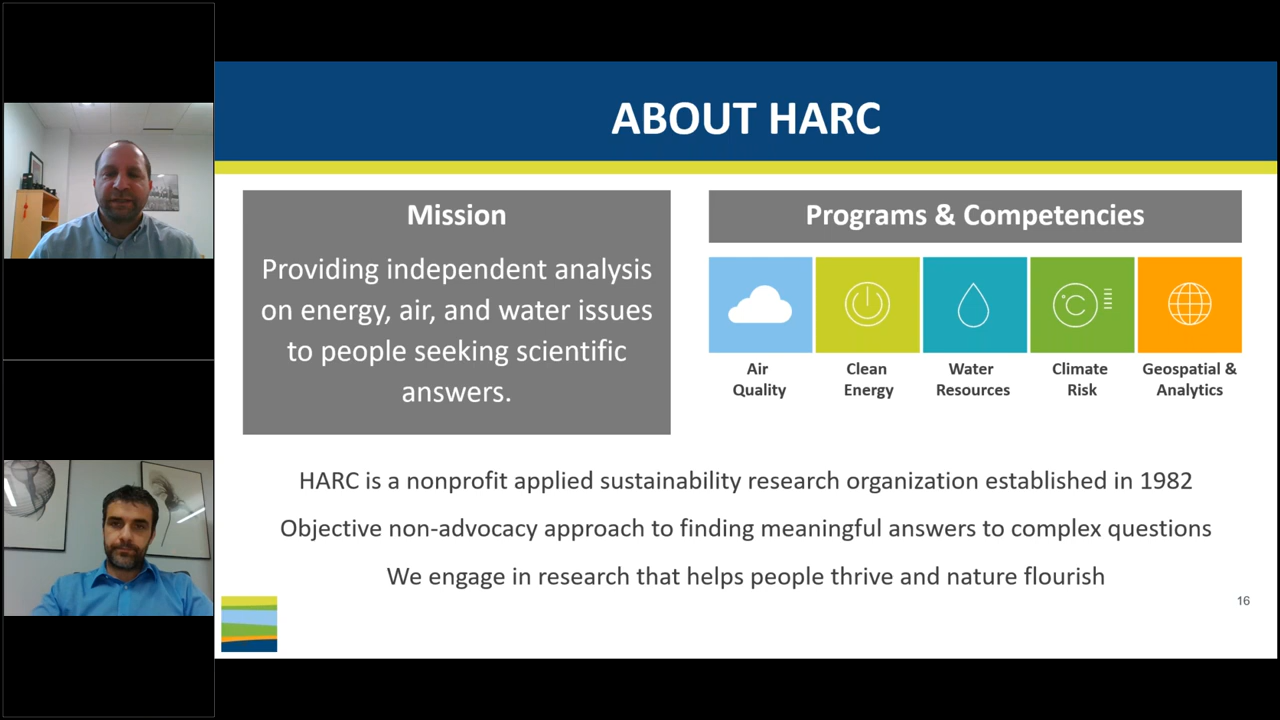 ABOUT HARC
Mission
Providing independent analysis
on energy, air, and water issues
to people seeking scientific
answers.
Programs & Competencies
°C
Air
Quality
Clean
Energy
Water
Resources
Climate
Risk
Geospatial &
Analytics
HARC is a nonprofit applied sustainability research organization established in 1982
Objective non-advocacy approach to finding meaningful answers to complex questions
We engage in research that helps people thrive and nature flourish
16